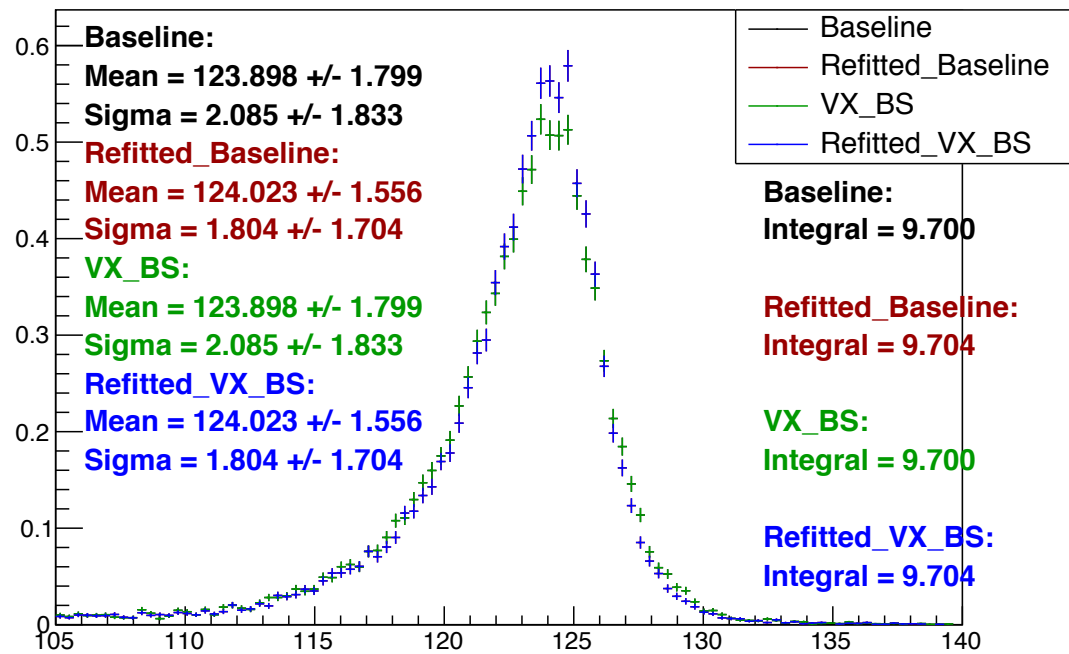 Baseline:
Mean = 123.898 +/- 1.799
Sigma = 2.085 +/- 1.833
Refitted_Baseline:
Mean = 124.023 +/- 1.556
Sigma = 1.804 +/- 1.704
VX_BS:
Mean = 123.898 +/- 1.799
Sigma = 2.085 +/- 1.833
Refitted_VX_BS:
Mean = 124.023 +/- 1.556
Sigma = 1.804 +/- 1.704
Baseline
Refitted_Baseline
VX_BS
Refitted_VX_BS
Baseline:
Integral = 9.700
Refitted_Baseline:
Integral = 9.704
VX_BS:
Integral = 9.700
Refitted_VX_BS:
Integral = 9.704
0.6
0.5
0.4
0.3
0.2
0.1
0
105 110 115 120 125 130 135 140